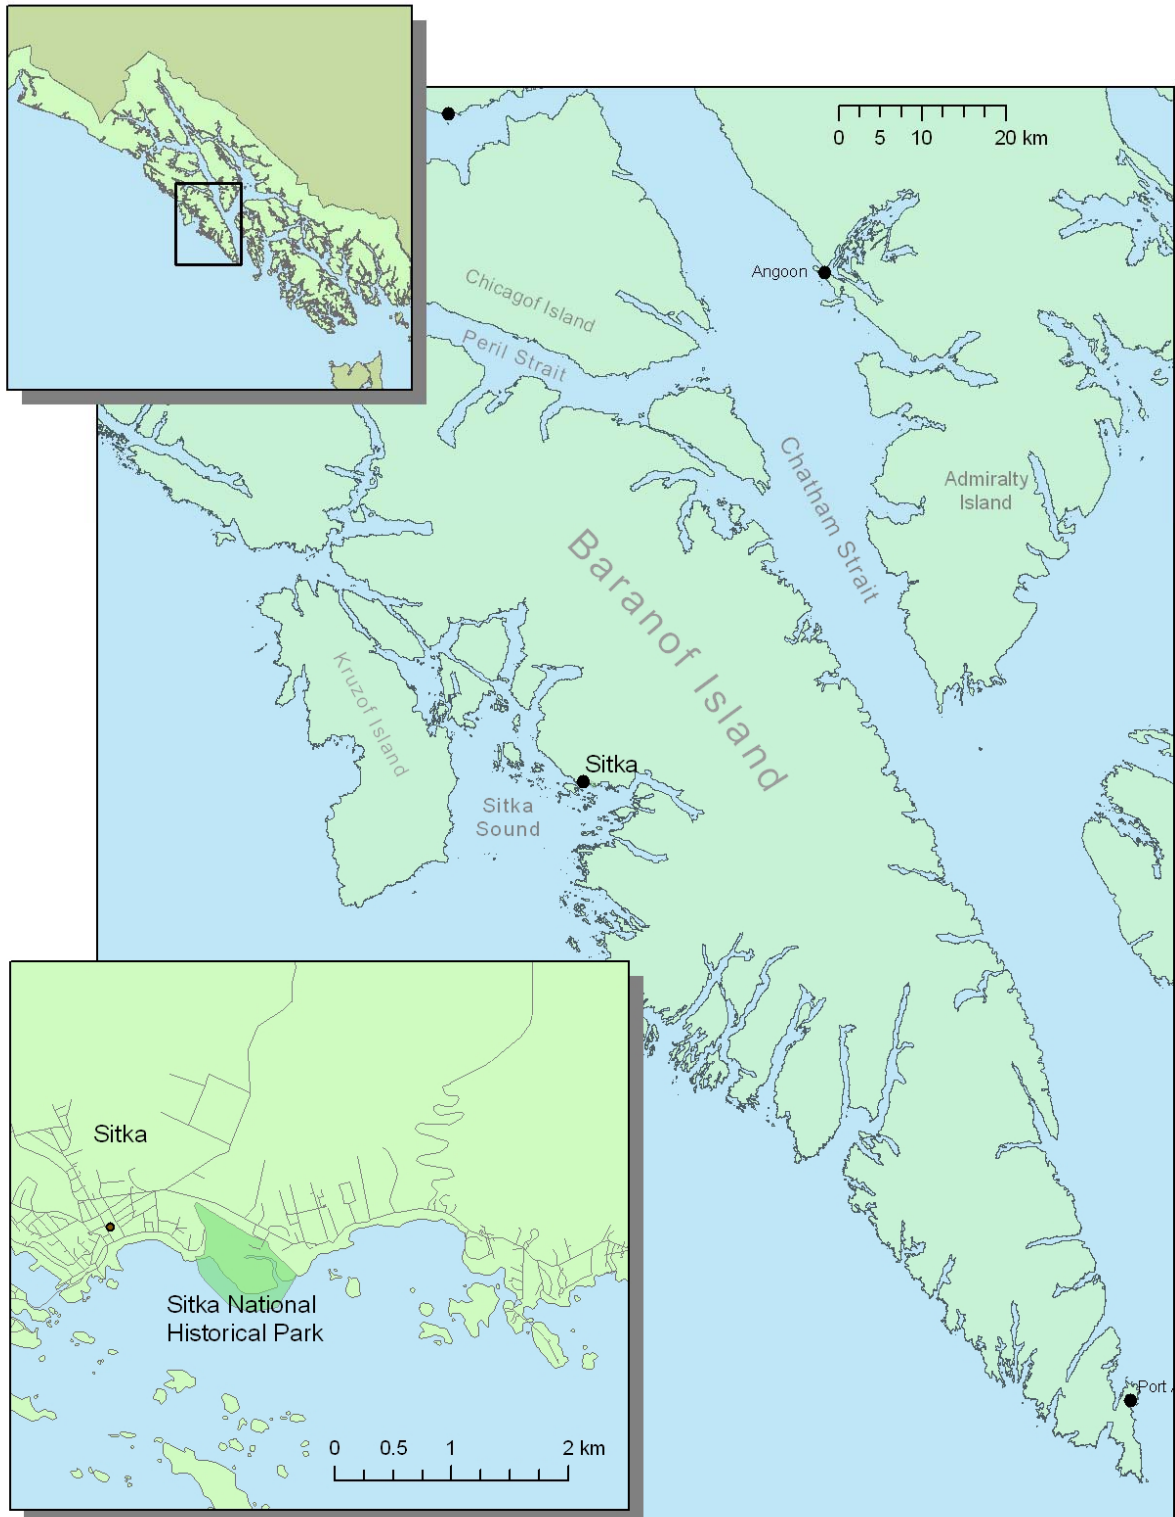 0 5 10 20 km
Angoon
Chicagof Island
Peril Strait
Chatham Strait
Admiralty
Island
Baranof Island
Kruzof Island
Sitka
Sitka
Sound
Sitka
Sitka National
Historical Park
0 0.5 1 2 km
Port